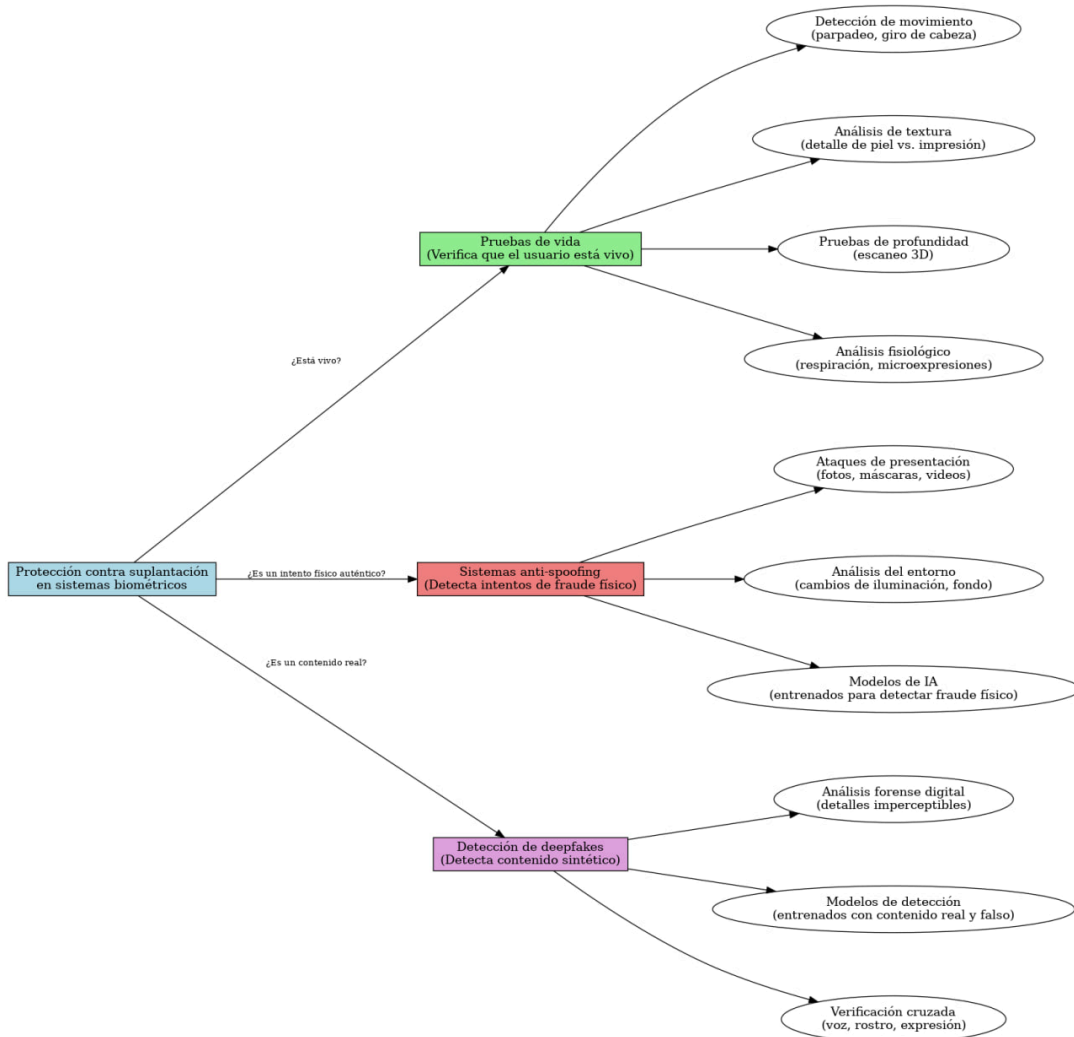 Detección de movimiento
(parpadeo, giro de cabeza)
Análisis de textura
(detalle de piel vs. impresión)
Pruebas de vida
(Verifica que el usuario está vivo)
Pruebas de profundidad
(escaneo 3D)
¿Está vivo?
Análisis fisiológico
(respiración, microexpresiones)
Ataques de presentación
(fotos, máscaras, videos)
Protección contra suplantación
en sistemas biométricos
¿Es un intento físico auténtico?
Sistemas anti-spoofing
(Detecta intentos de fraude físico)
Análisis del entorno
(cambios de iluminación, fondo)
¿Es un contenido real?
Modelos de IA
(entrenados para detectar fraude físico)
Análisis forense digital
(detalles imperceptibles)
Detección de deepfakes
(Detecta contenido sintético)
Modelos de detección
(entrenados con contenido real y falso)
Verificación cruzada
(voz, rostro, expresión)